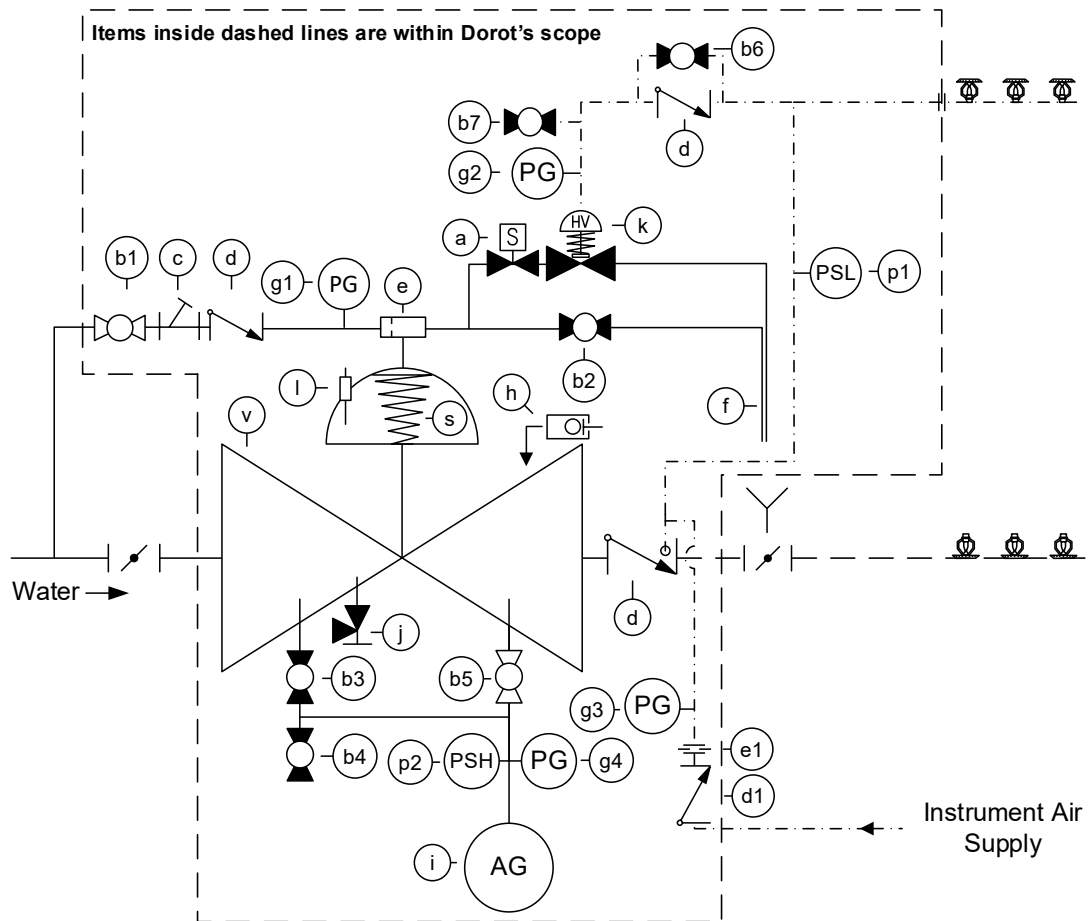 Items inside dashed lines are within Dorot’s scope
b6
b7
d
g2
PG
HV
k
a
S
b1
c
d
g1
PG
e
PSL
p1
b2
l
s
h
f
v
Water
d
j
b3
b5
g3
PG
b4
p2
PSH
PG
g4
e1
d1
i
AG
Instrument Air
Supply